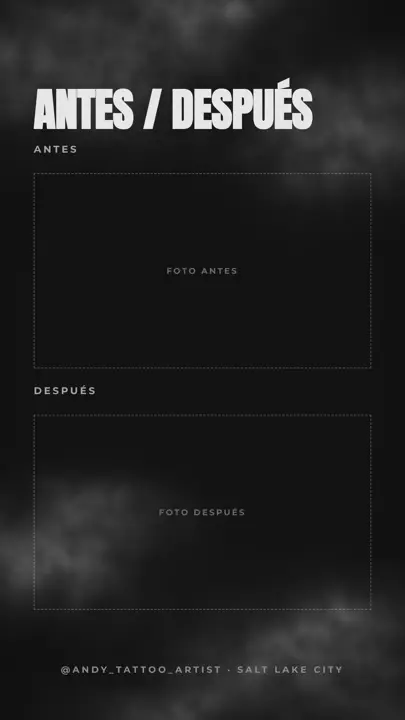 ANTES / DESPUÉS
ANTES
FOTO ANTES
DESPUÉS
FOTO DESPUÉS
@ANDY_TATTOO_ARTIST · SALT LAKE CITY